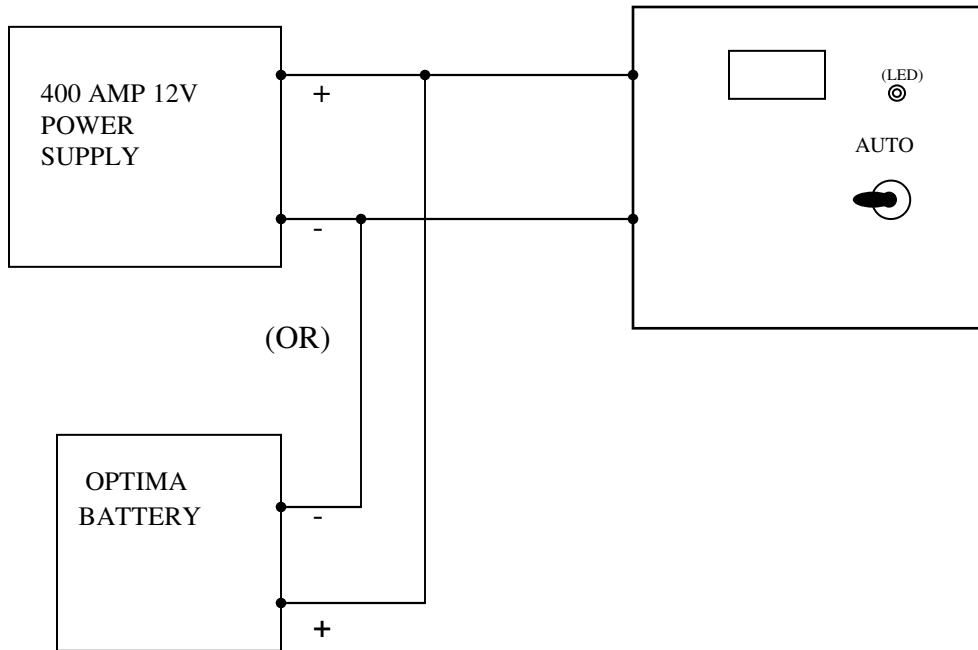 400 AMP 12V
POWER
SUPPLY
+
-
(LED)
AUTO
(OR)
OPTIMA
BATTERY
-
+